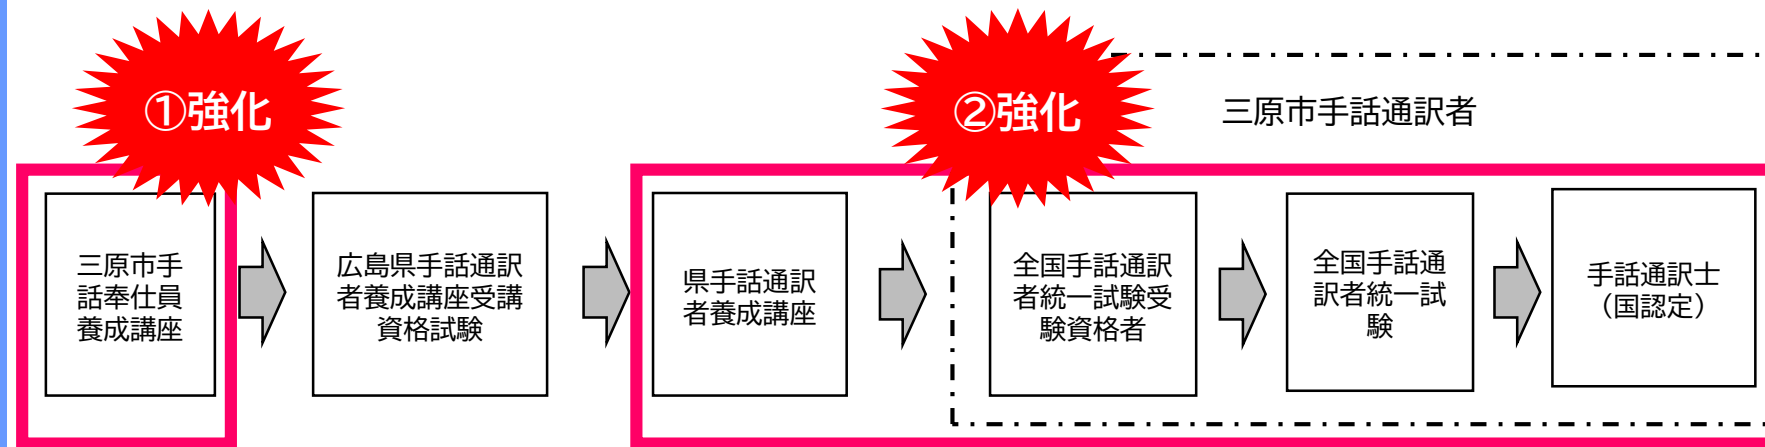 ①強化
②強化
三原市手話通訳者
三原市手
話奉仕員
養成講座
広島県手話通訳
者養成講座受講
資格試験
県手話通訳
者養成講座
全国手話通訳
者統一試験受
験資格者
全国手話通
訳者統一試
験
手話通訳士
（国認定）